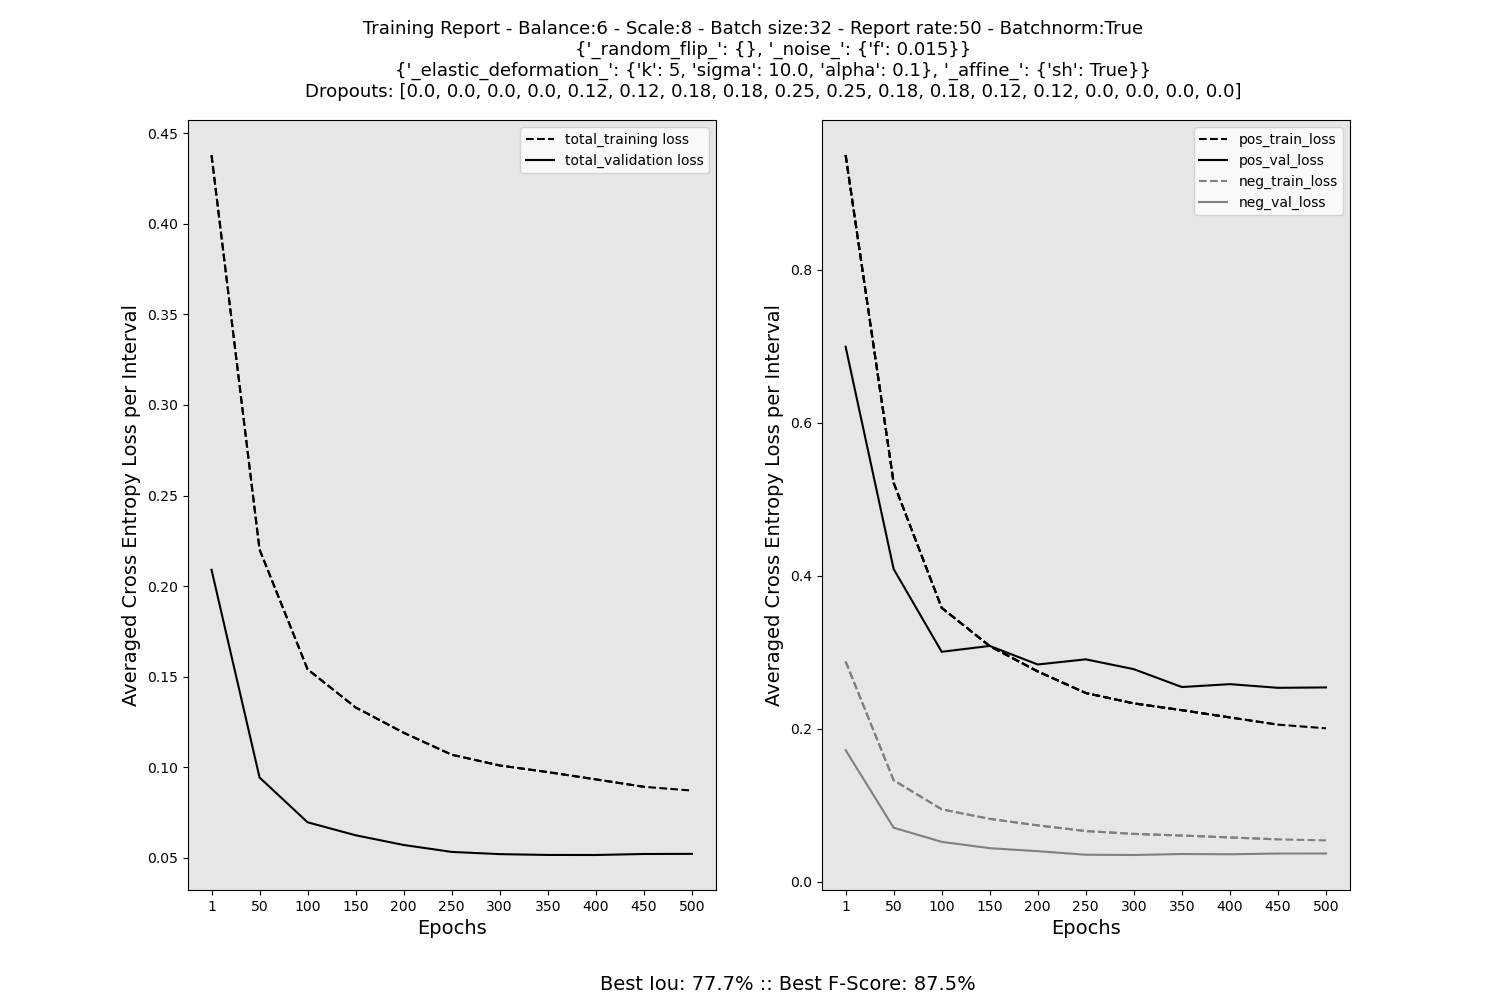 Training Report - Balance:6 - Scale:8 - Batch size:32 - Report rate:50 - Batchnorm:True
{'_random_flip_': {}, '_noise_': {'f': 0.015}}
{'_elastic_deformation_': {'k': 5, 'sigma': 10.0, 'alpha': 0.1}, '_affine_': {'sh': True}}
Dropouts: [0.0, 0.0, 0.0, 0.0, 0.12, 0.12, 0.18, 0.18, 0.25, 0.25, 0.18, 0.18, 0.12, 0.12, 0.0, 0.0, 0.0, 0.0]
Averaged Cross Entropy Loss per Interval
0.45
0.40
0.35
0.30
0.25
0.20
0.15
0.10
0.05
total_training loss
total_validation loss
1 50 100 150 200 250 300 350 400 450 500
Epochs
Averaged Cross Entropy Loss per Interval
0.8
0.6
0.4
0.2
0.0
pos_train_loss
pos_val_loss
neg_train_loss
neg_val_loss
1 50 100 150 200 250 300 350 400 450 500
Epochs
Best Iou: 77.7% :: Best F-Score: 87.5%